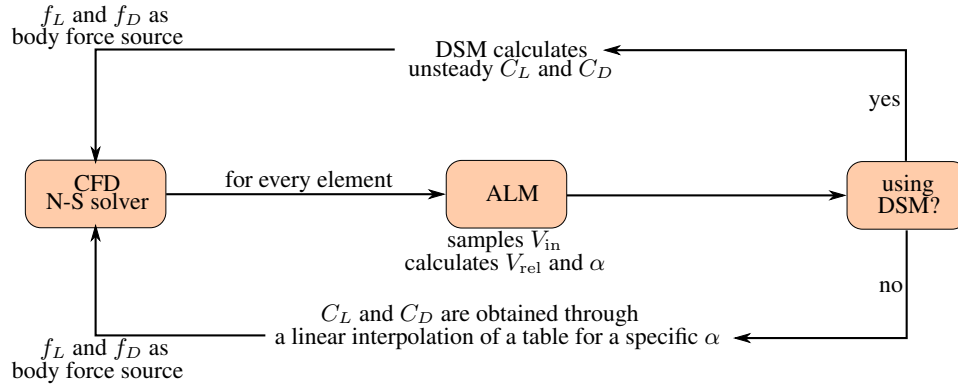 f_L and f_D as
body force source
DSM calculates
unsteady C_L and C_D
yes
CFD
N-S solver
for every element
ALM
using
DSM?
samples V_in
calculates V_rel and α
no
C_L and C_D are obtained through
a linear interpolation of a table for a specific α
f_L and f_D as
body force source